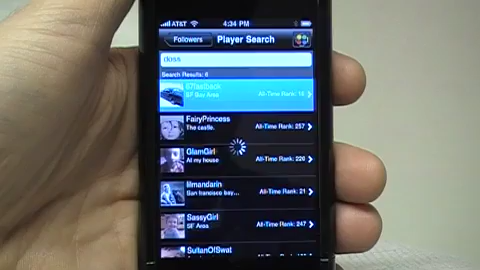 AT&T 4:34 PM
Followers Player Search
doss
Search Results: 6
67fastback
SF Bay Area All-Time Rank: 16
FairyPrincess
The castle. All-Time Rank: 257
GlamGirl
At my house All-Time Rank: 226
lilmandarin
San francisco bay... All-Time Rank: 21
SassyGirl
SF Area All-Time Rank: 247
SultanOfSwat